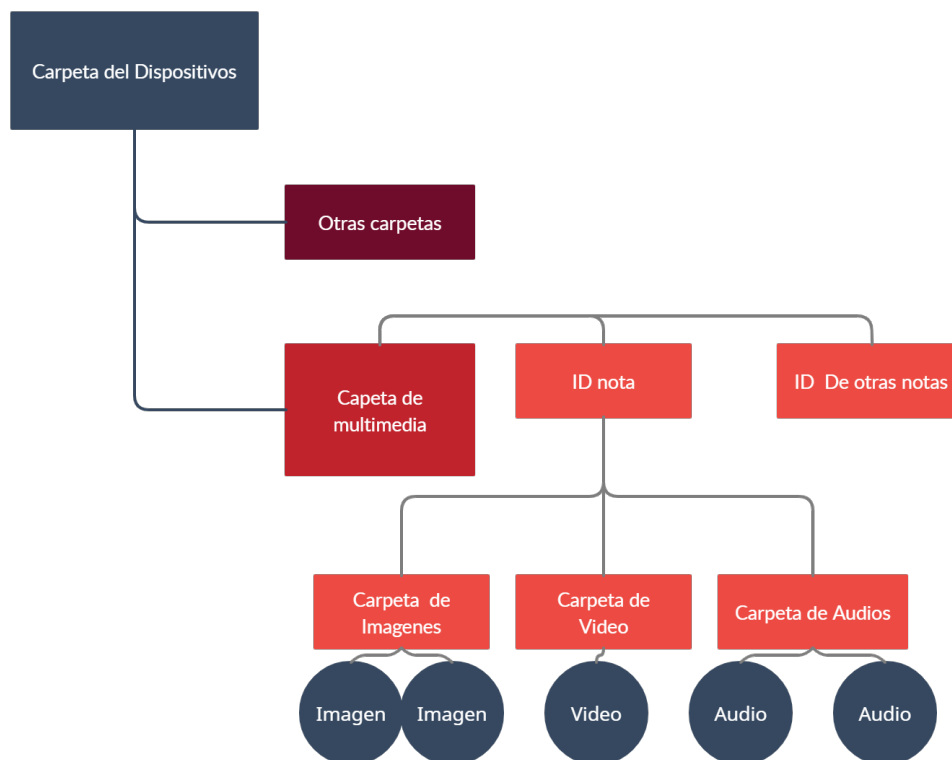 Carpeta del Dispositivos
Otras carpetas
Capeta de
multimedia
ID nota
ID De otras notas
Carpeta de
Imagenes
Carpeta de
Video
Carpeta de Audios
Imagen
Imagen
Video
Audio
Audio